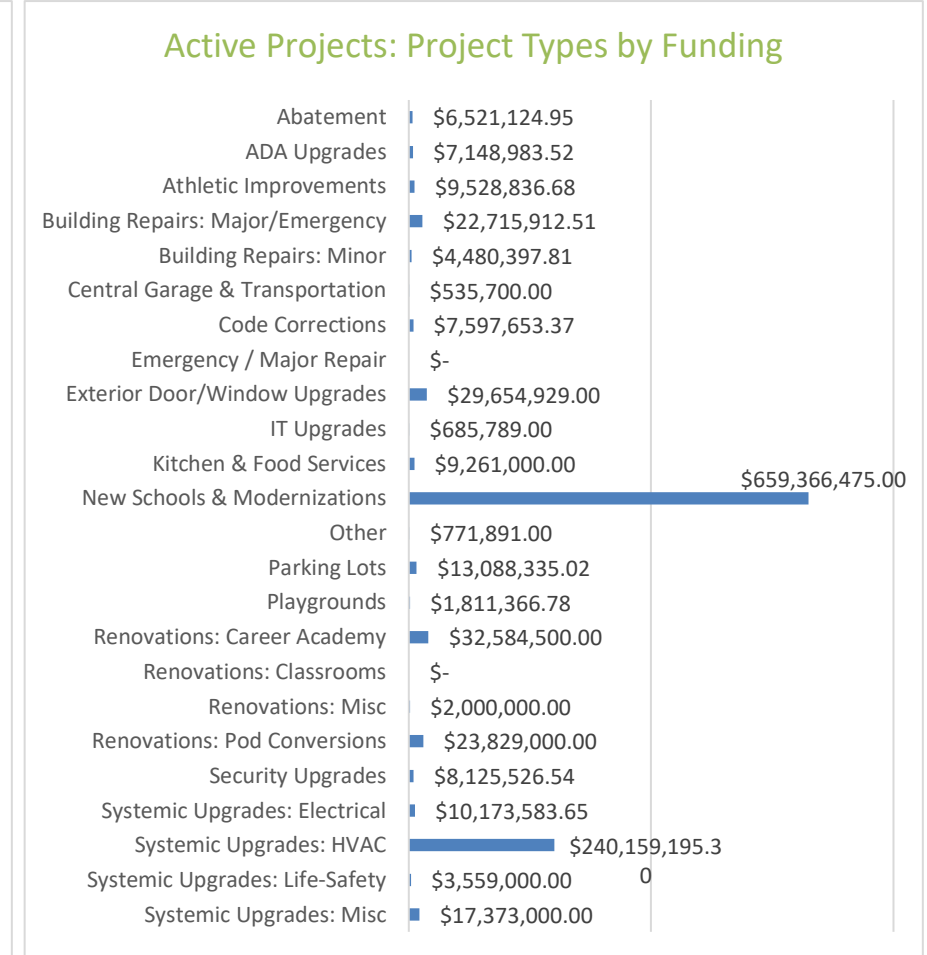 Active Projects: Project Types by Funding
Abatement $6,521,124.95
ADA Upgrades $7,148,983.52
Athletic Improvements $9,528,836.68
Building Repairs: Major/Emergency $22,715,912.51
Building Repairs: Minor $4,480,397.81
Central Garage & Transportation $535,700.00
Code Corrections $7,597,653.37
Emergency / Major Repair $-
Exterior Door/Window Upgrades $29,654,929.00
IT Upgrades $685,789.00
Kitchen & Food Services $9,261,000.00
New Schools & Modernizations $659,366,475.00
Other $771,891.00
Parking Lots $13,088,335.02
Playgrounds $1,811,366.78
Renovations: Career Academy $32,584,500.00
Renovations: Classrooms $-
Renovations: Misc $2,000,000.00
Renovations: Pod Conversions $23,829,000.00
Security Upgrades $8,125,526.54
Systemic Upgrades: Electrical $10,173,583.65
Systemic Upgrades: HVAC $240,159,195.3
0
Systemic Upgrades: Life-Safety $3,559,000.00
Systemic Upgrades: Misc $17,373,000.00